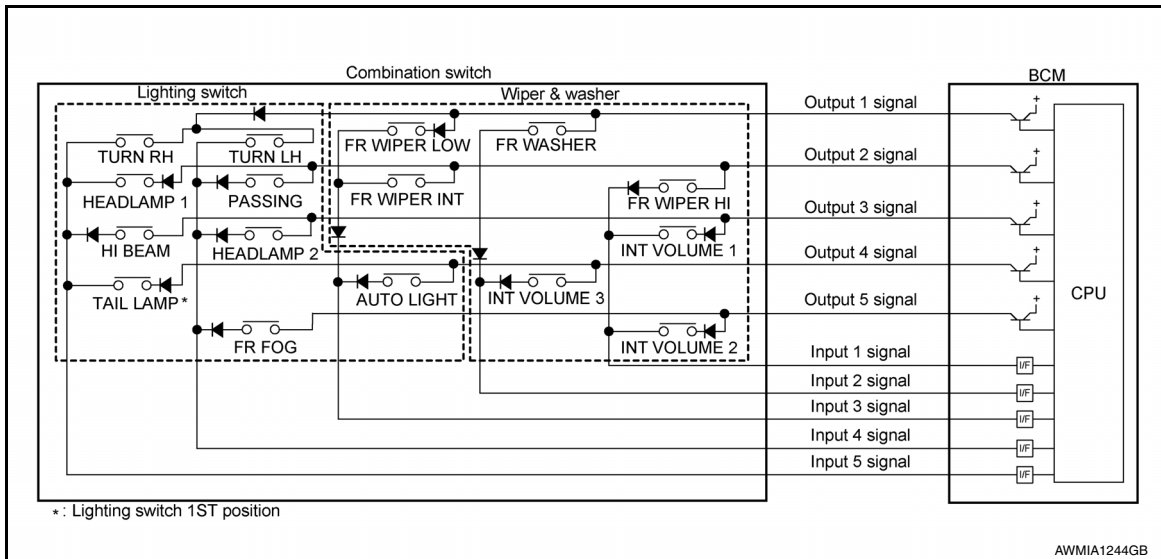 Combination switch
BCM
Lighting switch
Wiper & washer
Output 1 signal
+
TURN RH
TURN LH
FR WIPER LOW
FR WASHER
Output 2 signal
+
HEADLAMP 1
PASSING
FR WIPER INT
FR WIPER HI
Output 3 signal
+
HI BEAM
HEADLAMP 2
INT VOLUME 1
Output 4 signal
+
TAIL LAMP*
AUTO LIGHT
INT VOLUME 3
CPU
Output 5 signal
+
FR FOG
INT VOLUME 2
Input 1 signal
I/F
Input 2 signal
I/F
Input 3 signal
I/F
Input 4 signal
I/F
Input 5 signal
I/F
* : Lighting switch 1ST position
AWMIA1244GB